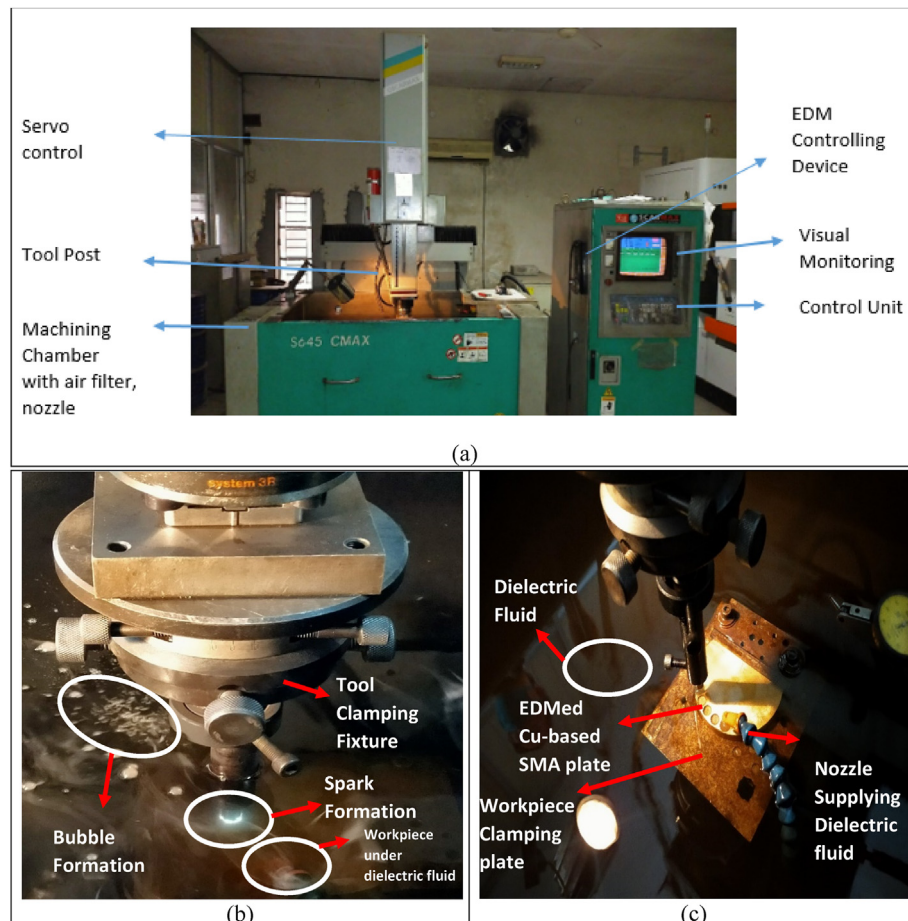 Servo
control
EDM
Controlling
Device
Tool Post
Visual
Monitoring
Machining
Chamber
with air filter,
nozzle
Control Unit
S645 CMAX
(a)
system 3R
Tool
Clamping
Fixture
Spark
Formation
Bubble
Formation
Workpiece
under
dielectric fluid
(b)
Dielectric
Fluid
EDMed
Cu-based
SMA plate
Workpiece
Clamping
plate
Nozzle
Supplying
Dielectric
fluid
(c)